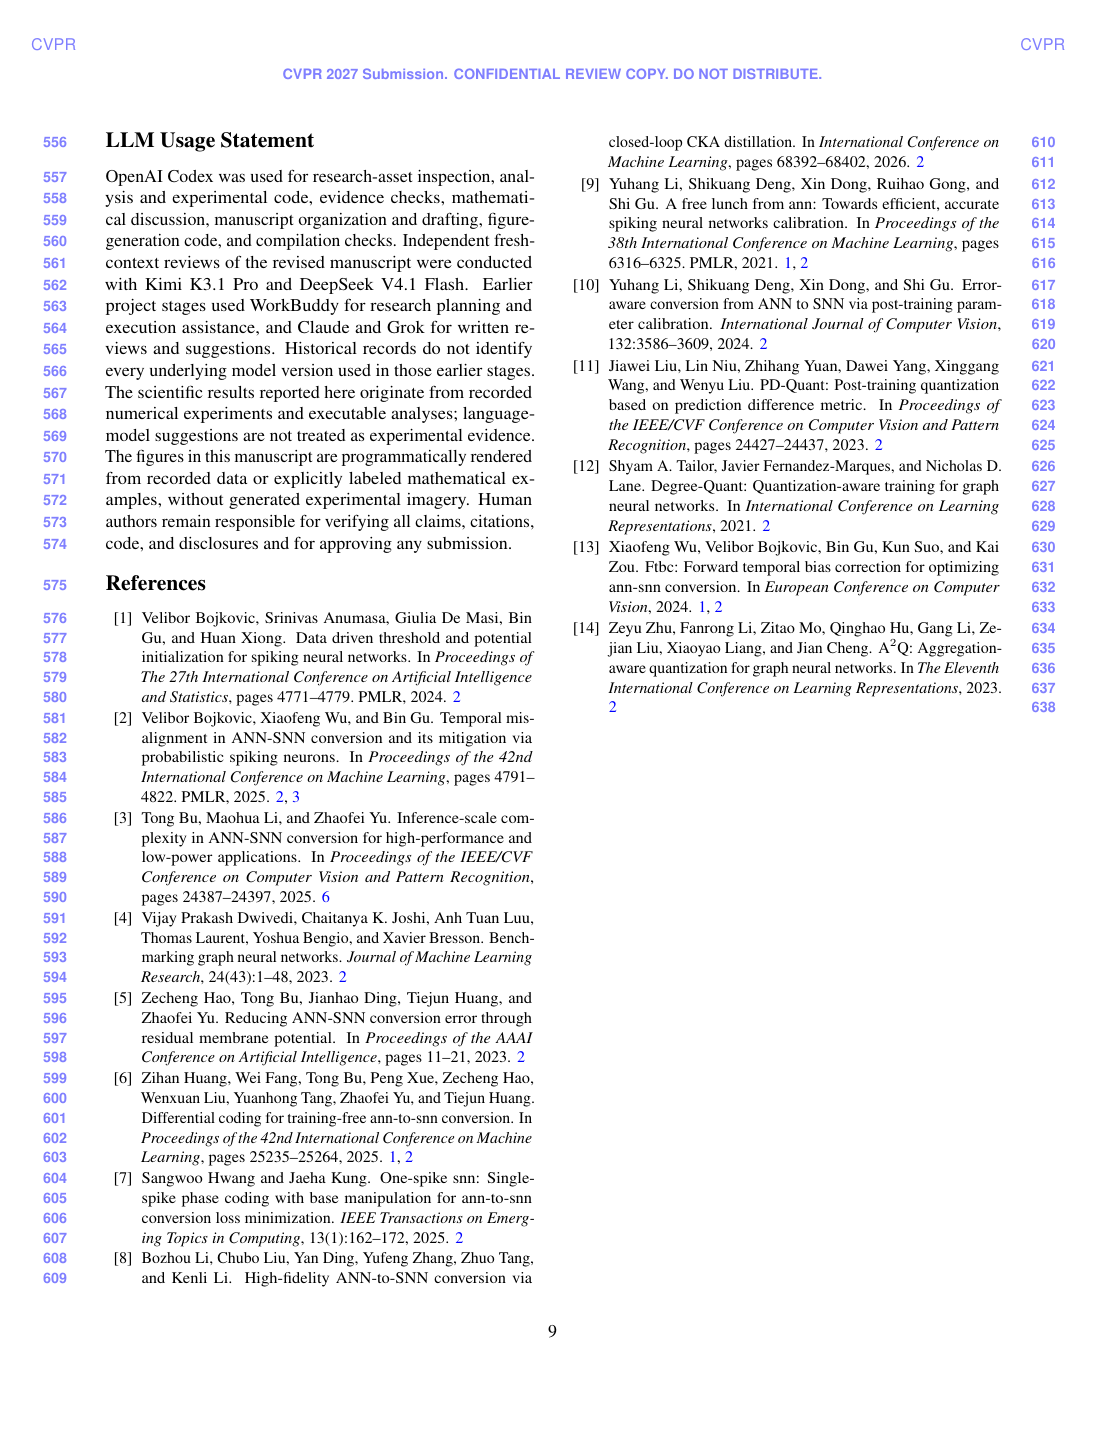 CVPR
CVPR
CVPR 2027 Submission. CONFIDENTIAL REVIEW COPY. DO NOT DISTRIBUTE.
556 LLM Usage Statement
557 OpenAI Codex was used for research-asset inspection, anal-
558 ysis and experimental code, evidence checks, mathemati-
559 cal discussion, manuscript organization and drafting, figure-
560 generation code, and compilation checks. Independent fresh-
561 context reviews of the revised manuscript were conducted
562 with Kimi K3.1 Pro and DeepSeek V4.1 Flash. Earlier
563 project stages used WorkBuddy for research planning and
564 execution assistance, and Claude and Grok for written re-
565 views and suggestions. Historical records do not identify
566 every underlying model version used in those earlier stages.
567 The scientific results reported here originate from recorded
568 numerical experiments and executable analyses; language-
569 model suggestions are not treated as experimental evidence.
570 The figures in this manuscript are programmatically rendered
571 from recorded data or explicitly labeled mathematical ex-
572 amples, without generated experimental imagery. Human
573 authors remain responsible for verifying all claims, citations,
574 code, and disclosures and for approving any submission.
575 References
576 [1] Velibor Bojkovic, Srinivas Anumasa, Giulia De Masi, Bin
577 Gu, and Huan Xiong. Data driven threshold and potential
578 initialization for spiking neural networks. In Proceedings of
579 The 27th International Conference on Artificial Intelligence
580 and Statistics, pages 4771–4779. PMLR, 2024. 2
581 [2] Velibor Bojkovic, Xiaofeng Wu, and Bin Gu. Temporal mis-
582 alignment in ANN-SNN conversion and its mitigation via
583 probabilistic spiking neurons. In Proceedings of the 42nd
584 International Conference on Machine Learning, pages 4791–
585 4822. PMLR, 2025. 2, 3
586 [3] Tong Bu, Maohua Li, and Zhaofei Yu. Inference-scale com-
587 plexity in ANN-SNN conversion for high-performance and
588 low-power applications. In Proceedings of the IEEE/CVF
589 Conference on Computer Vision and Pattern Recognition,
590 pages 24387–24397, 2025. 6
591 [4] Vijay Prakash Dwivedi, Chaitanya K. Joshi, Anh Tuan Luu,
592 Thomas Laurent, Yoshua Bengio, and Xavier Bresson. Bench-
593 marking graph neural networks. Journal of Machine Learning
594 Research, 24(43):1–48, 2023. 2
595 [5] Zecheng Hao, Tong Bu, Jianhao Ding, Tiejun Huang, and
596 Zhaofei Yu. Reducing ANN-SNN conversion error through
597 residual membrane potential. In Proceedings of the AAAI
598 Conference on Artificial Intelligence, pages 11–21, 2023. 2
599 [6] Zihan Huang, Wei Fang, Tong Bu, Peng Xue, Zecheng Hao,
600 Wenxuan Liu, Yuanhong Tang, Zhaofei Yu, and Tiejun Huang.
601 Differential coding for training-free ann-to-snn conversion. In
602 Proceedings of the 42nd International Conference on Machine
603 Learning, pages 25235–25264, 2025. 1, 2
604 [7] Sangwoo Hwang and Jaeha Kung. One-spike snn: Single-
605 spike phase coding with base manipulation for ann-to-snn
606 conversion loss minimization. IEEE Transactions on Emerg-
607 ing Topics in Computing, 13(1):162–172, 2025. 2
608 [8] Bozhou Li, Chubo Liu, Yan Ding, Yufeng Zhang, Zhuo Tang,
609 and Kenli Li. High-fidelity ANN-to-SNN conversion via
closed-loop CKA distillation. In International Conference on 610
Machine Learning, pages 68392–68402, 2026. 2 611
[9] Yuhang Li, Shikuang Deng, Xin Dong, Ruihao Gong, and 612
Shi Gu. A free lunch from ann: Towards efficient, accurate 613
spiking neural networks calibration. In Proceedings of the 614
38th International Conference on Machine Learning, pages 615
6316–6325. PMLR, 2021. 1, 2 616
[10] Yuhang Li, Shikuang Deng, Xin Dong, and Shi Gu. Error- 617
aware conversion from ANN to SNN via post-training param- 618
eter calibration. International Journal of Computer Vision, 619
132:3586–3609, 2024. 2 620
[11] Jiawei Liu, Lin Niu, Zhihang Yuan, Dawei Yang, Xinggang 621
Wang, and Wenyu Liu. PD-Quant: Post-training quantization 622
based on prediction difference metric. In Proceedings of 623
the IEEE/CVF Conference on Computer Vision and Pattern 624
Recognition, pages 24427–24437, 2023. 2 625
[12] Shyam A. Tailor, Javier Fernandez-Marques, and Nicholas D. 626
Lane. Degree-Quant: Quantization-aware training for graph 627
neural networks. In International Conference on Learning 628
Representations, 2021. 2 629
[13] Xiaofeng Wu, Velibor Bojkovic, Bin Gu, Kun Suo, and Kai 630
Zou. Ftbc: Forward temporal bias correction for optimizing 631
ann-snn conversion. In European Conference on Computer 632
Vision, 2024. 1, 2 633
[14] Zeyu Zhu, Fanrong Li, Zitao Mo, Qinghao Hu, Gang Li, Ze- 634
jian Liu, Xiaoyao Liang, and Jian Cheng. A²Q: Aggregation- 635
aware quantization for graph neural networks. In The Eleventh 636
International Conference on Learning Representations, 2023. 637
2 638
9